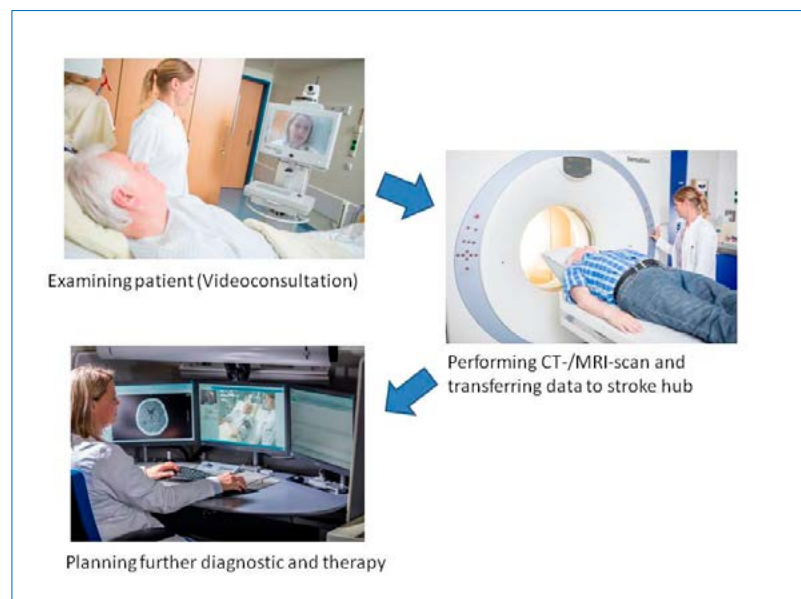 Examining patient (Videoconsultation)
Performing CT-/MRI-scan and
transferring data to stroke hub
Planning further diagnostic and therapy